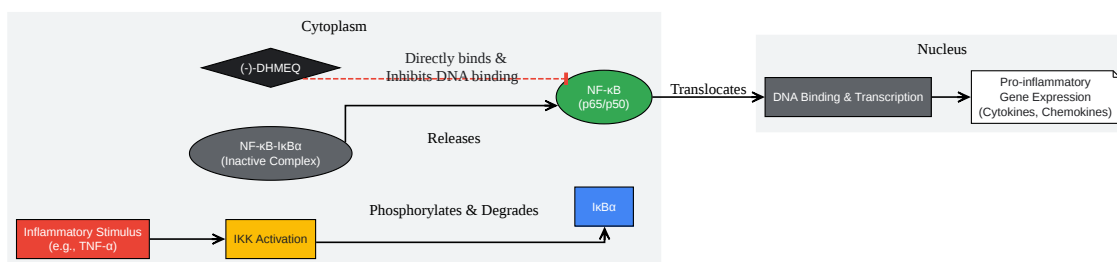 Cytoplasm
Nucleus
(-)-DHMEQ
Directly binds &
Inhibits DNA binding
NF-κB
(p65/p50)
Translocates
DNA Binding & Transcription
Pro-inflammatory
Gene Expression
(Cytokines, Chemokines)
NF-κB-IκBα
(Inactive Complex)
Releases
Phosphorylates & Degrades
IκBα
Inflammatory Stimulus
(e.g., TNF-α)
IKK Activation